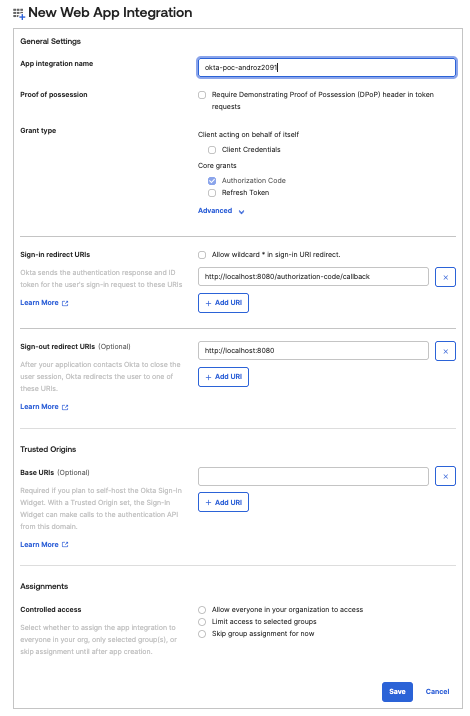 New Web App Integration
General Settings
App integration name
okta-poc-androz2091
Proof of possession
Require Demonstrating Proof of Possession (DPoP) header in token
requests
Grant type
Client acting on behalf of itself
Client Credentials
Core grants
Authorization Code
Refresh Token
Advanced
Sign-in redirect URIs
Allow wildcard * in sign-in URI redirect.
Okta sends the authentication response and ID
token for the user's sign-in request to these URIs
http://localhost:8080/authorization-code/callback
Learn More
+ Add URI
Sign-out redirect URIs (Optional)
http://localhost:8080
After your application contacts Okta to close the
user session, Okta redirects the user to one of
these URIs.
+ Add URI
Learn More
Trusted Origins
Base URIs (Optional)
Required if you plan to self-host the Okta Sign-In
Widget. With a Trusted Origin set, the Sign-In
Widget can make calls to the authentication API
from this domain.
+ Add URI
Learn More
Assignments
Controlled access
Allow everyone in your organization to access
Select whether to assign the app integration to
everyone in your org, only selected group(s), or
skip assignment until after app creation.
Limit access to selected groups
Skip group assignment for now
Save
Cancel